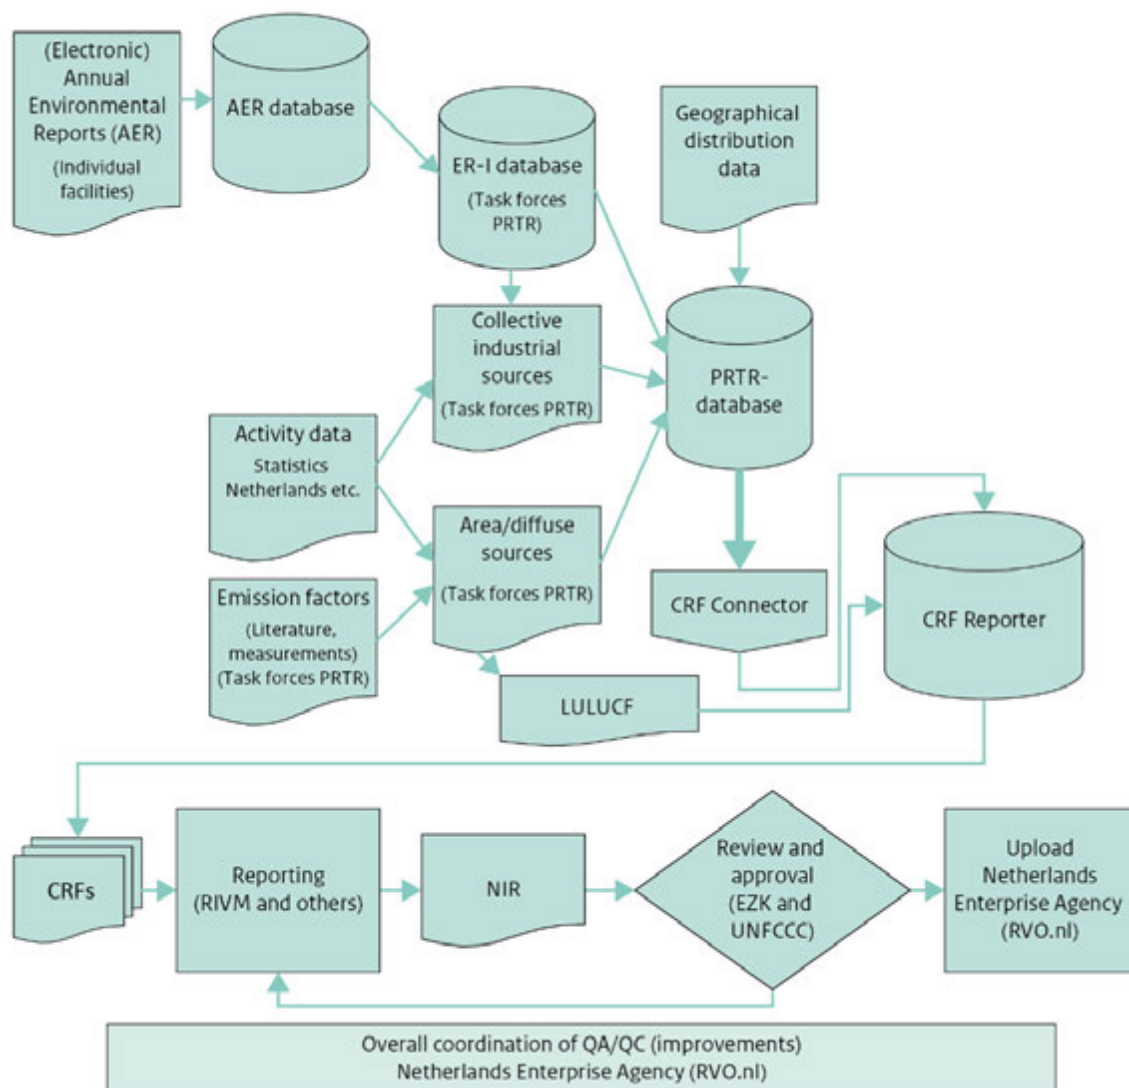 (Electronic)
Annual
Environmental
Reports (AER)
(Individual
facilities)
AER database
ER-I database
(Task forces
PRTR)
Geographical
distribution
data
Collective
industrial
sources
(Task forces PRTR)
PRTR-
database
Activity data
Statistics
Netherlands etc.
Area/diffuse
sources
(Task forces PRTR)
Emission factors
(Literature,
measurements)
(Task forces PRTR)
CRF Connector
CRF Reporter
LULUCF
CRFs
Reporting
(RIVM and others)
NIR
Review and
approval
(EZK and
UNFCCC)
Upload
Netherlands
Enterprise Agency
(RVO.nl)
Overall coordination of QA/QC (improvements)
Netherlands Enterprise Agency (RVO.nl)